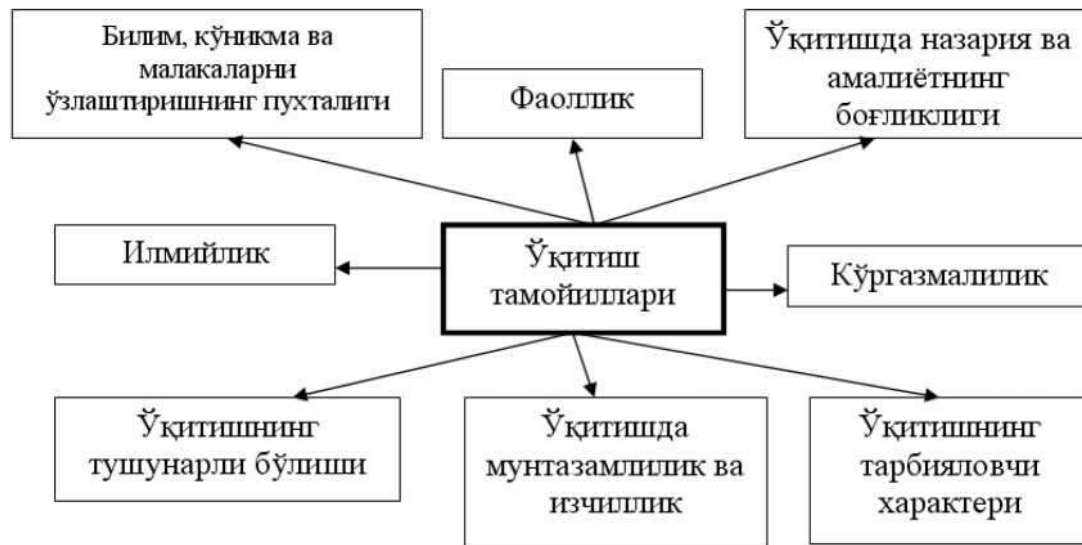 Билим, кўникма ва
малакаларни
ўзлаштиришнинг пухталиги
Фаоллик
Ўқитишда назария ва
амалиётнинг
боғликлиги
Илмийлик
Ўқитиш
тамойиллари
Кўргазмалилик
Ўқитишнинг
тушунарли бўлиши
Ўқитишда
мунтазамлилик ва
изчиллик
Ўқитишнинг
тарбияловчи
характери